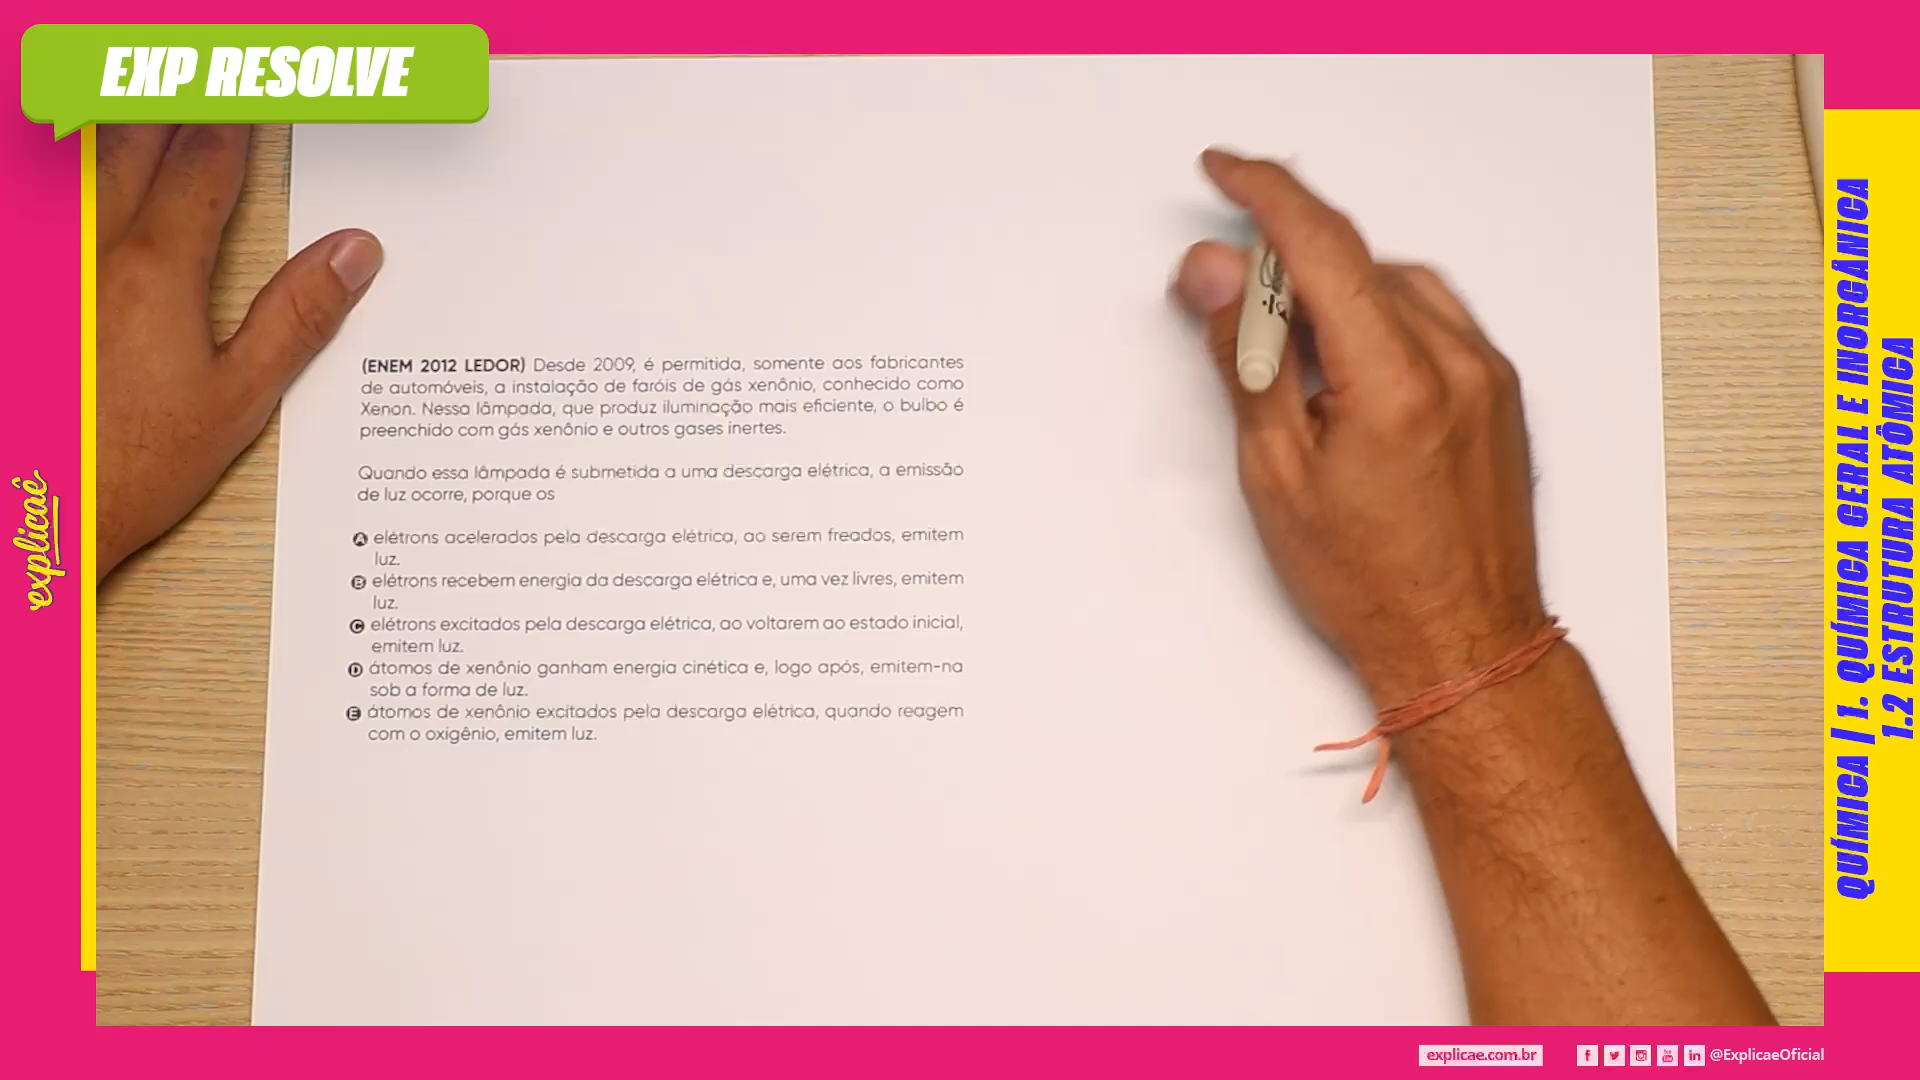 EXP RESOLVE
(ENEM 2012 LEDOR) Desde 2009, é permitida, somente aos fabricantes
de automóveis, a instalação de faróis de gás xenônio, conhecido como
Xenon. Nessa lâmpada, que produz iluminação mais eficiente, o bulbo é
preenchido com gás xenônio e outros gases inertes.
Quando essa lâmpada é submetida a uma descarga elétrica, a emissão
de luz ocorre, porque os
A elétrons acelerados pela descarga elétrica, ao serem freados, emitem
luz.
B elétrons recebem energia da descarga elétrica e, uma vez livres, emitem
luz.
C elétrons excitados pela descarga elétrica, ao voltarem ao estado inicial,
emitem luz.
D átomos de xenônio ganham energia cinética e, logo após, emitem-na
sob a forma de luz.
E átomos de xenônio excitados pela descarga elétrica, quando reagem
com o oxigênio, emitem luz.
explicaê
QUÍMICA | 1. QUÍMICA GERAL E INORGÂNICA
1.2 ESTRUTURA ATÔMICA
explicae.com.br
@ExplicaeOficial